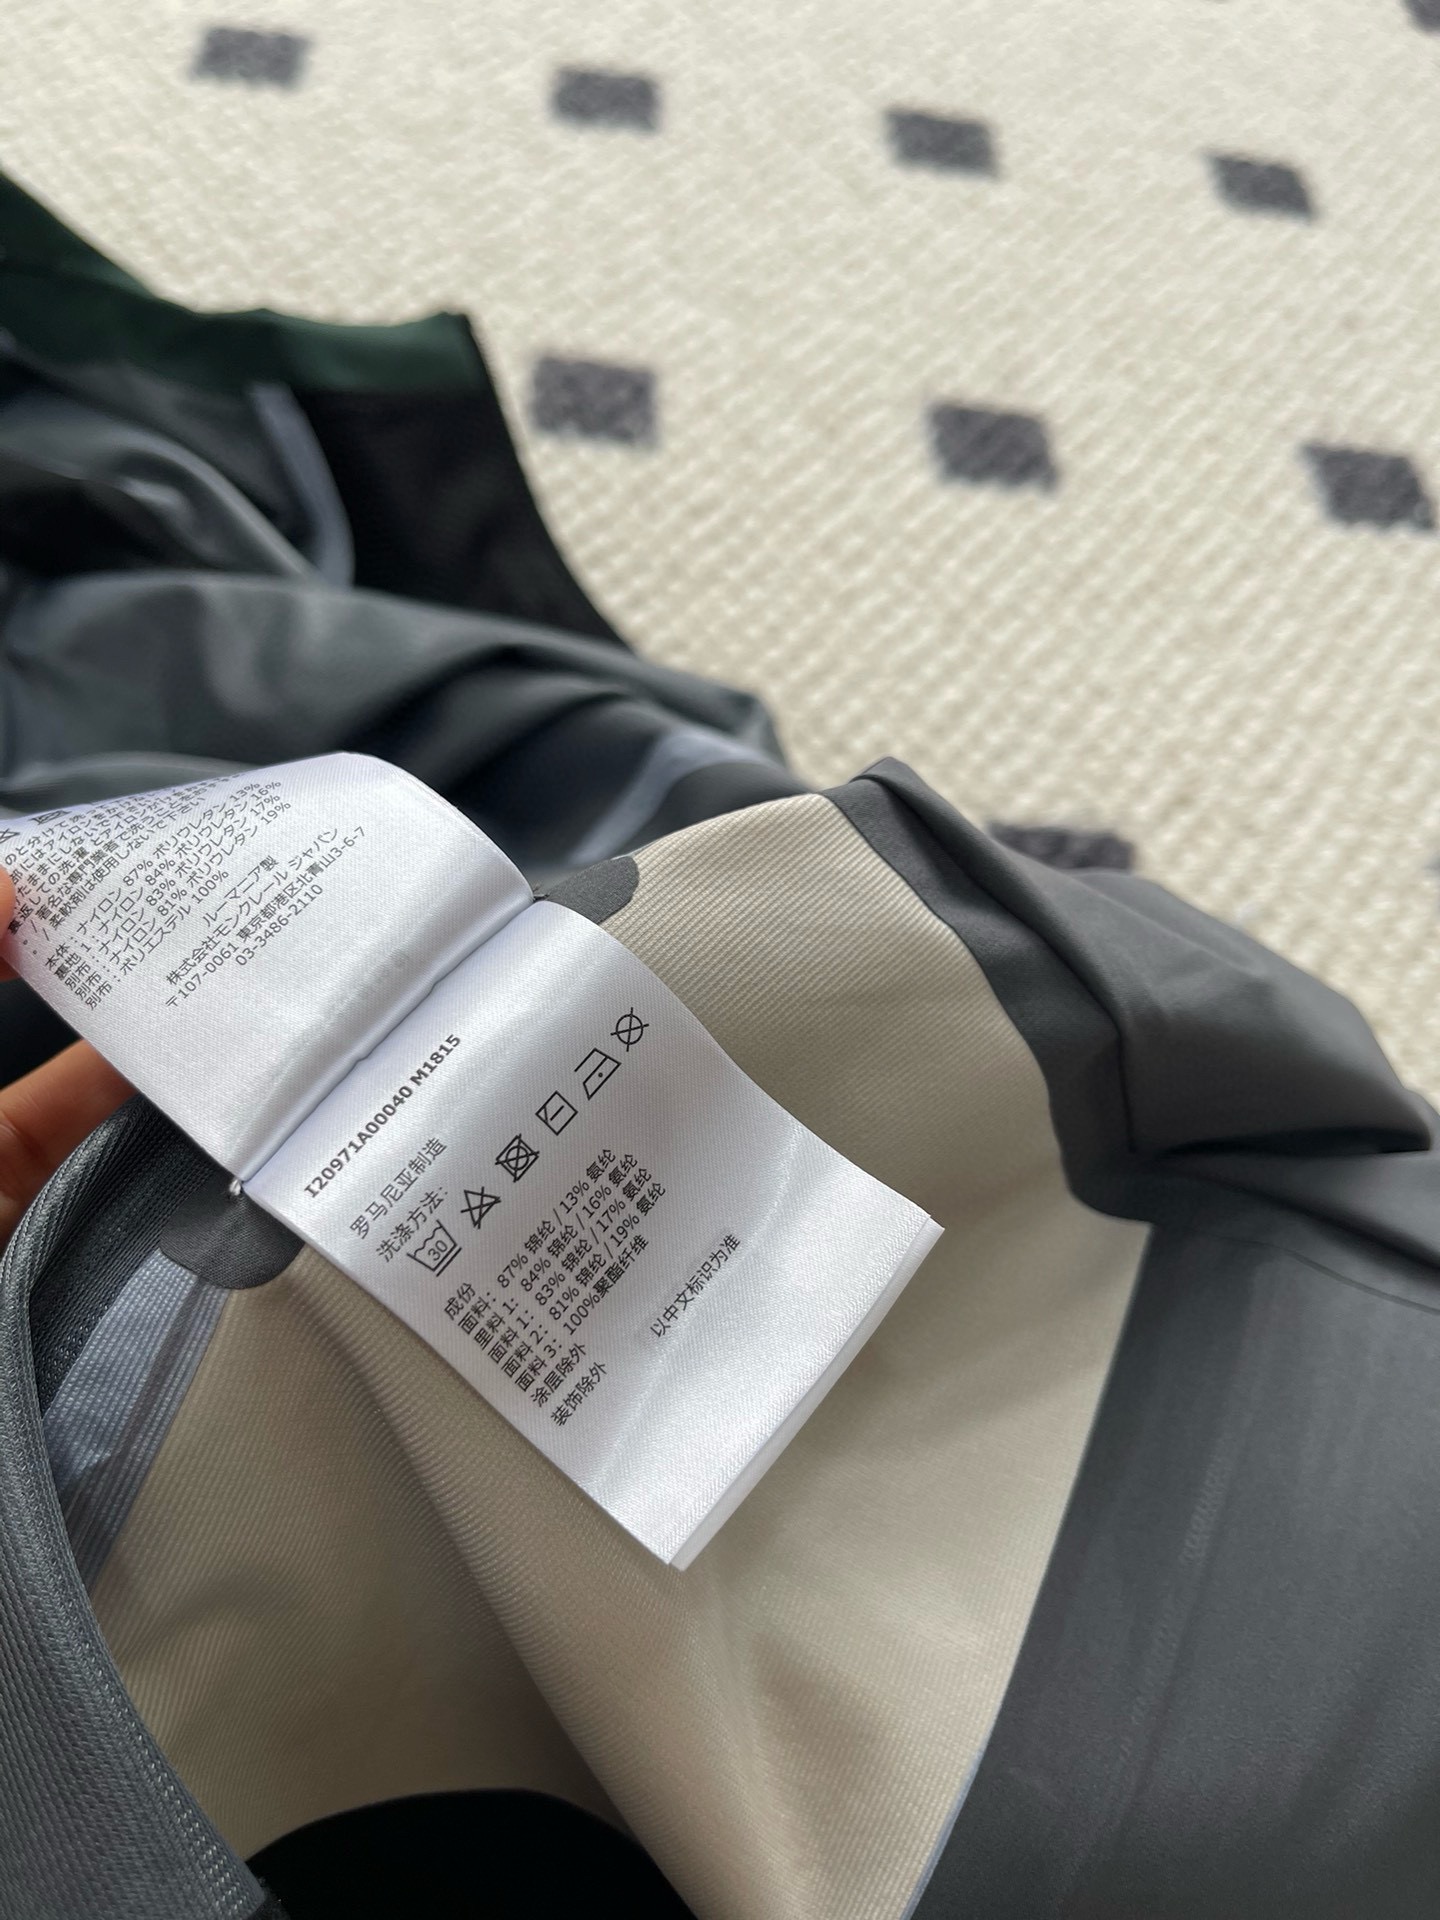 本体：ナイロン 87% ポリウレタン 13%
裏地 1：ナイロン 84% ポリウレタン 16%
別布：ナイロン 83% ポリウレタン 17%
別布：ナイロン 81% ポリウレタン 19%
別布：ポリエステル 100%
ルーマニア製
株式会社モンクレール ジャパン
〒107-0061 東京都港区北青山3-6-7
03-3486-2110
I20971A00040 M1815
罗马尼亚制造
洗涤方法:
30
成份
面料: 87% 锦纶 / 13% 氨纶
里料 1: 84% 锦纶 / 16% 氨纶
面料 1: 83% 锦纶 / 17% 氨纶
面料 2: 81% 锦纶 / 19% 氨纶
面料 3: 100%聚酯纤维
涂层除外
装饰除外
以中文标识为准